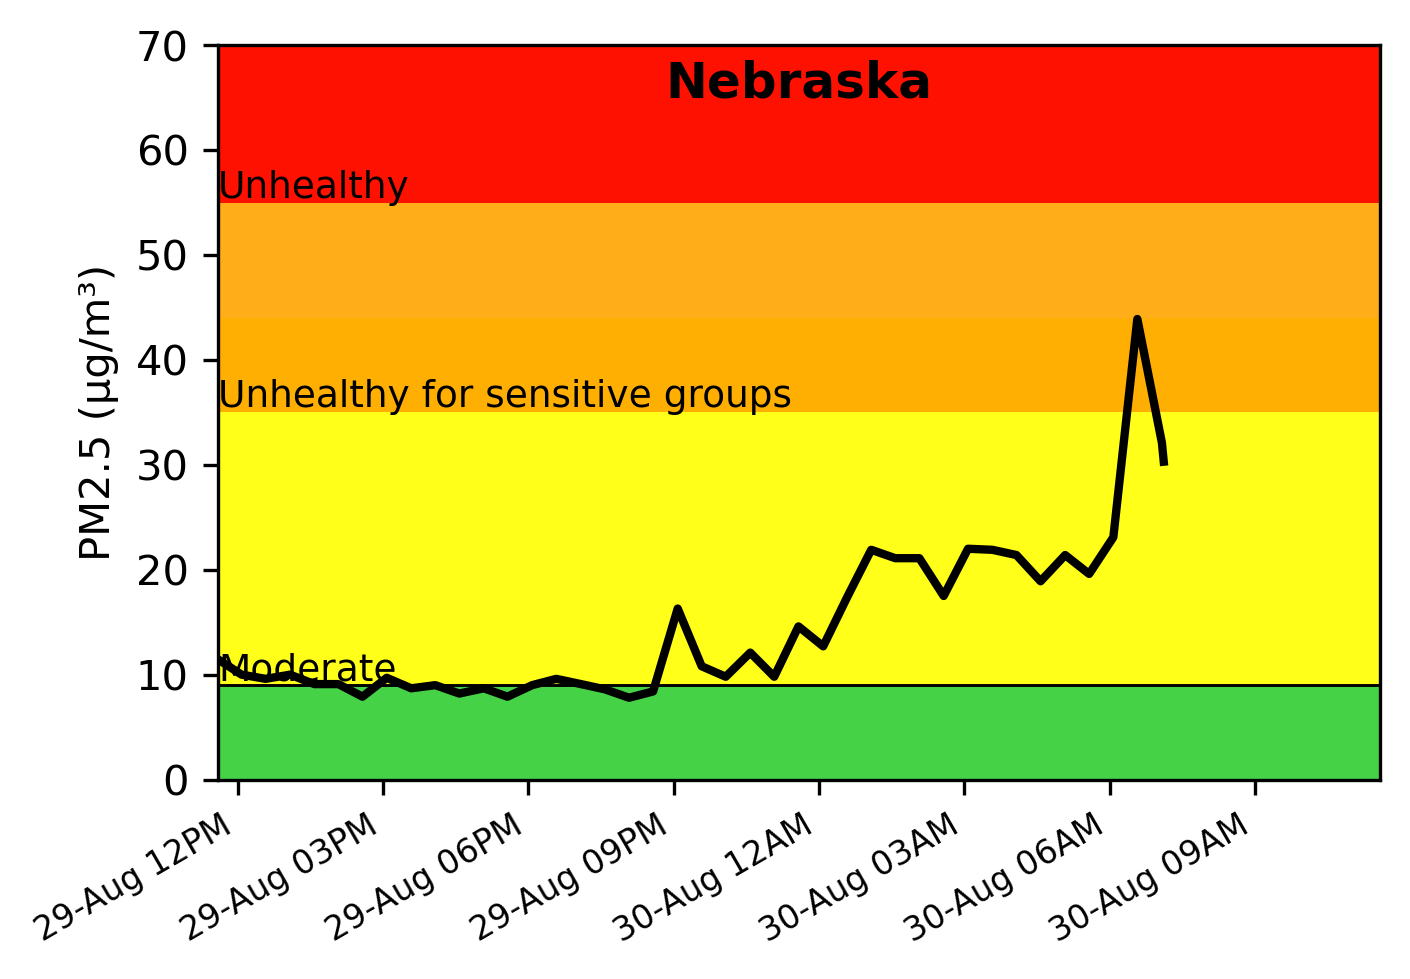 Nebraska
70
60
50
40
30
20
10
0
PM2.5 (µg/m³)
Unhealthy
Unhealthy for sensitive groups
Moderate
29-Aug 12PM
29-Aug 03PM
29-Aug 06PM
29-Aug 09PM
30-Aug 12AM
30-Aug 03AM
30-Aug 06AM
30-Aug 09AM